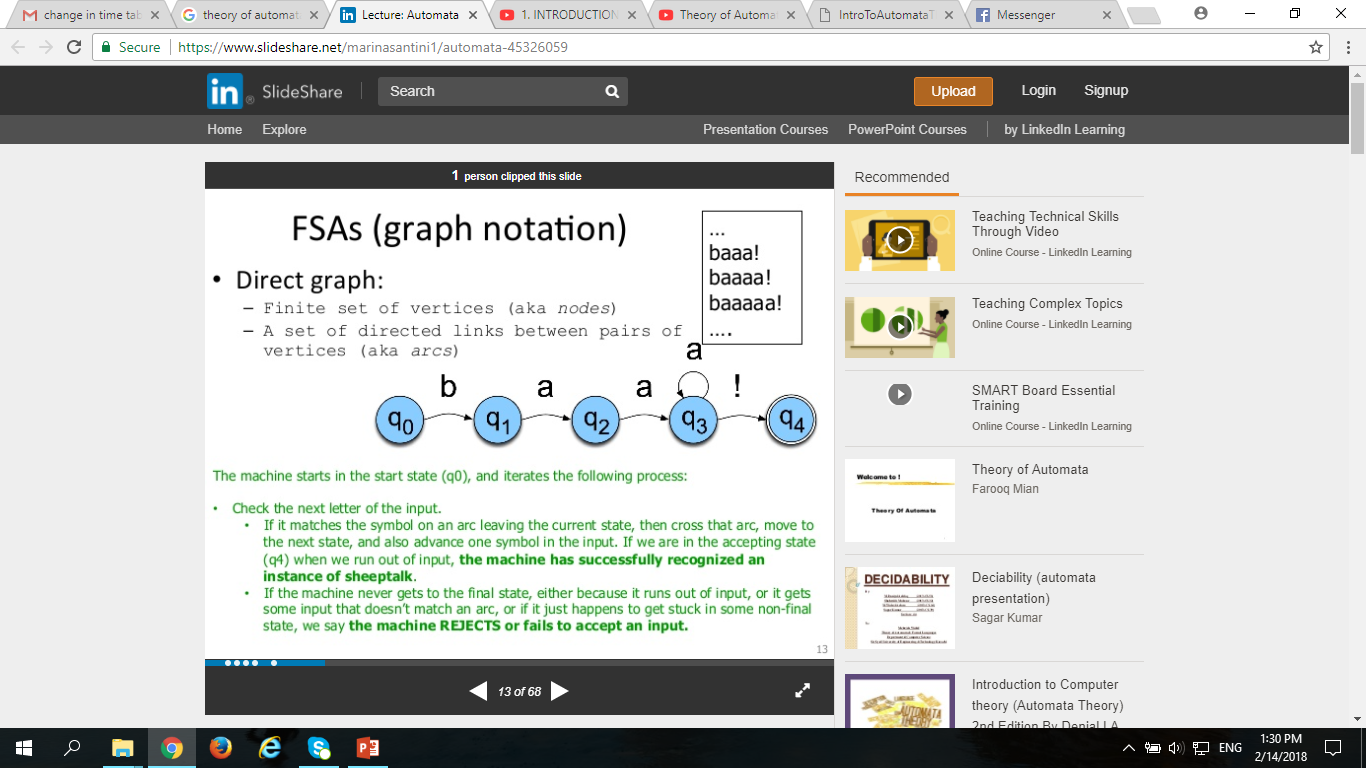 change in time tab
theory of automat
Lecture: Automata
1. INTRODUCTION
Theory of Automa
IntroToAutomataT
Messenger
Secure
https://www.slideshare.net/marinasantini1/automata-45326059
in SlideShare
Search
Upload
Login
Signup
Home
Explore
Presentation Courses
PowerPoint Courses
by LinkedIn Learning
1 person clipped this slide
FSAs (graph notation)
...
baaa!
baaaa!
baaaaa!
....
• Direct graph:
– Finite set of vertices (aka nodes)
– A set of directed links between pairs of
vertices (aka arcs)
b a a a !
q0 q1 q2 q3 q4
The machine starts in the start state (q0), and iterates the following process:
• Check the next letter of the input.
• If it matches the symbol on an arc leaving the current state, then cross that arc, move to
the next state, and also advance one symbol in the input. If we are in the accepting state
(q4) when we run out of input, the machine has successfully recognized an
instance of sheeptalk.
• If the machine never gets to the final state, either because it runs out of input, or it gets
some input that doesn't match an arc, or if it just happens to get stuck in some non-final
state, we say the machine REJECTS or fails to accept an input.
13
13 of 68
Recommended
Teaching Technical Skills
Through Video
Online Course - LinkedIn Learning
Teaching Complex Topics
Online Course - LinkedIn Learning
SMART Board Essential
Training
Online Course - LinkedIn Learning
Welcome to !
Theory Of Automata
Theory of Automata
Farooq Mian
DECIDABILITY
Deciability (automata
presentation)
Sagar Kumar
AUTOMATA
THEORY
Introduction to Computer
theory (Automata Theory)
2nd Edition By Denial I.A
ENG
1:30 PM
2/14/2018